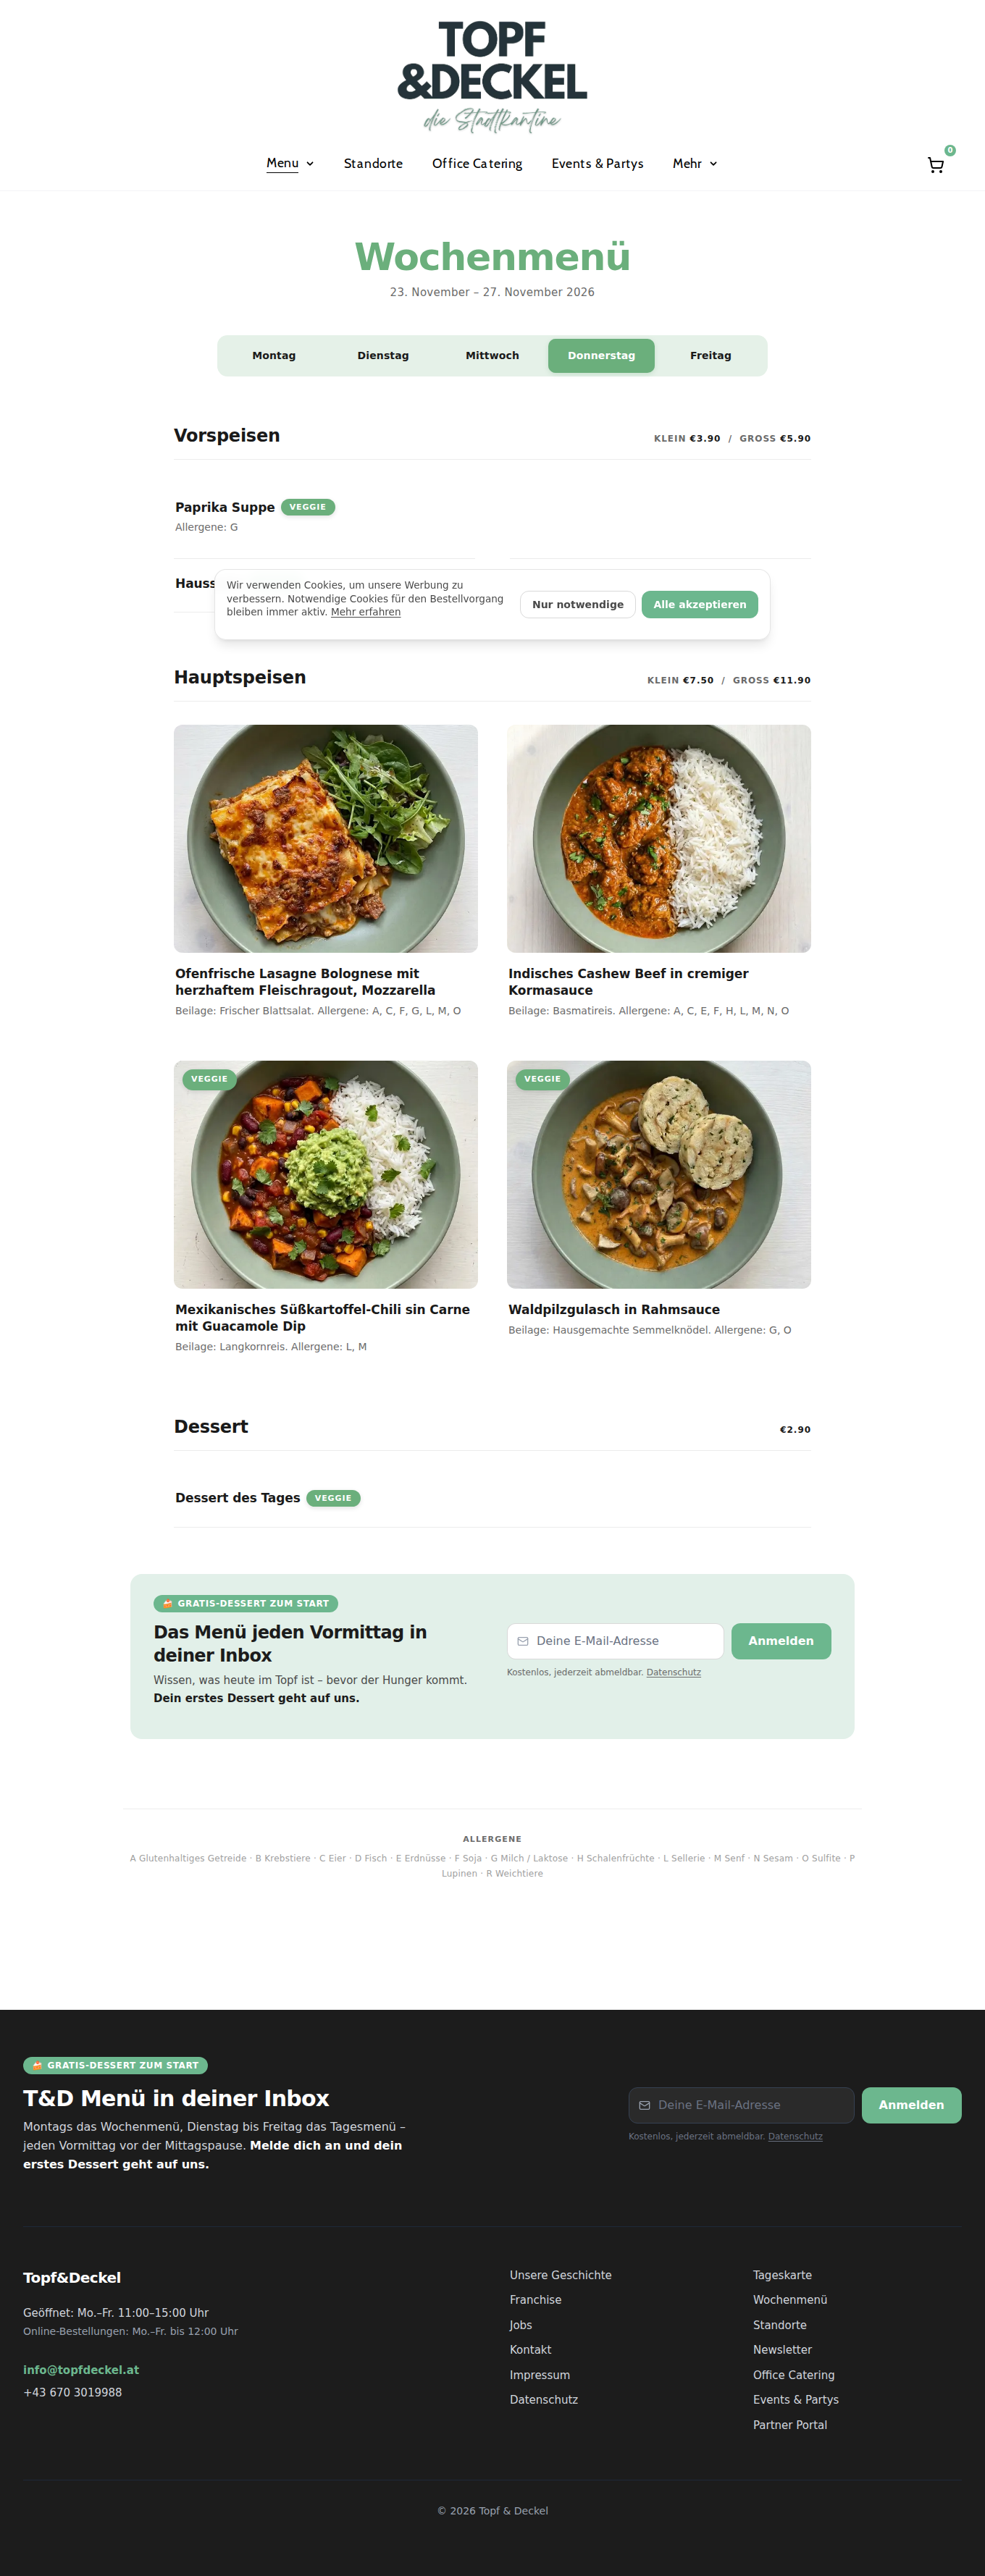 TOPF
&DECKEL
die Stadtkantine
Menu
Standorte
Office Catering
Events & Partys
Mehr
0
Wochenmenü
23. November – 27. November 2026
Montag
Dienstag
Mittwoch
Donnerstag
Freitag
Vorspeisen
KLEIN €3.90 / GROSS €5.90
Paprika Suppe VEGGIE
Allergene: G
Wir verwenden Cookies, um unsere Werbung zu
verbessern. Notwendige Cookies für den Bestellvorgang
bleiben immer aktiv. Mehr erfahren
Nur notwendige
Alle akzeptieren
Hauptspeisen
KLEIN €7.50 / GROSS €11.90
Ofenfrische Lasagne Bolognese mit
herzhaftem Fleischragout, Mozzarella
Beilage: Frischer Blattsalat. Allergene: A, C, F, G, L, M, O
Indisches Cashew Beef in cremiger
Kormasauce
Beilage: Basmatireis. Allergene: A, C, E, F, H, L, M, N, O
VEGGIE
Mexikanisches Süßkartoffel-Chili sin Carne
mit Guacamole Dip
Beilage: Langkornreis. Allergene: L, M
VEGGIE
Waldpilzgulasch in Rahmsauce
Beilage: Hausgemachte Semmelknödel. Allergene: G, O
Dessert
€2.90
Dessert des Tages VEGGIE
GRATIS-DESSERT ZUM START
Das Menü jeden Vormittag in
deiner Inbox
Wissen, was heute im Topf ist – bevor der Hunger kommt.
Dein erstes Dessert geht auf uns.
Deine E-Mail-Adresse
Anmelden
Kostenlos, jederzeit abmeldbar. Datenschutz
ALLERGENE
A Glutenhaltiges Getreide · B Krebstiere · C Eier · D Fisch · E Erdnüsse · F Soja · G Milch / Laktose · H Schalenfrüchte · L Sellerie · M Senf · N Sesam · O Sulfite · P
Lupinen · R Weichtiere
GRATIS-DESSERT ZUM START
T&D Menü in deiner Inbox
Montags das Wochenmenü, Dienstag bis Freitag das Tagesmenü –
jeden Vormittag vor der Mittagspause. Melde dich an und dein
erstes Dessert geht auf uns.
Deine E-Mail-Adresse
Anmelden
Kostenlos, jederzeit abmeldbar. Datenschutz
Topf&Deckel
Geöffnet: Mo.–Fr. 11:00–15:00 Uhr
Online-Bestellungen: Mo.–Fr. bis 12:00 Uhr
info@topfdeckel.at
+43 670 3019988
Unsere Geschichte
Franchise
Jobs
Kontakt
Impressum
Datenschutz
Tageskarte
Wochenmenü
Standorte
Newsletter
Office Catering
Events & Partys
Partner Portal
© 2026 Topf & Deckel